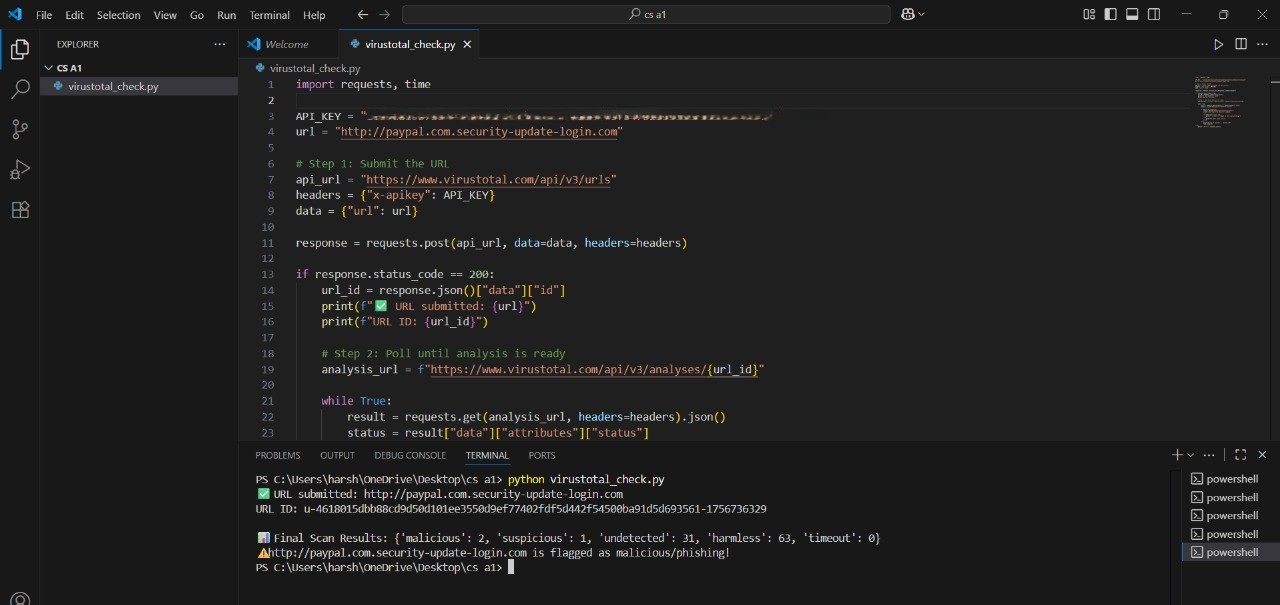 File Edit Selection View Go Run Terminal Help
cs a1
EXPLORER
CS A1
virustotal_check.py
Welcome
virustotal_check.py
virustotal_check.py
1 import requests, time
2
3 API_KEY = "
4 url = "http://paypal.com.security-update-login.com"
5
6 # Step 1: Submit the URL
7 api_url = "https://www.virustotal.com/api/v3/urls"
8 headers = {"x-apikey": API_KEY}
9 data = {"url": url}
10
11 response = requests.post(api_url, data=data, headers=headers)
12
13 if response.status_code == 200:
14 url_id = response.json()["data"]["id"]
15 print(f"✅ URL submitted: {url}")
16 print(f"URL ID: {url_id}")
17
18 # Step 2: Poll until analysis is ready
19 analysis_url = f"https://www.virustotal.com/api/v3/analyses/{url_id}"
20
21 while True:
22 result = requests.get(analysis_url, headers=headers).json()
23 status = result["data"]["attributes"]["status"]
PROBLEMS OUTPUT DEBUG CONSOLE TERMINAL PORTS
PS C:\Users\harsh\OneDrive\Desktop\cs a1> python virustotal_check.py
✅ URL submitted: http://paypal.com.security-update-login.com
URL ID: u-4618015dbb88cd9d50d101ee3550d9ef77402fdf5d442f54500ba91d5d693561-1756736329
📊 Final Scan Results: {'malicious': 2, 'suspicious': 1, 'undetected': 31, 'harmless': 63, 'timeout': 0}
⚠http://paypal.com.security-update-login.com is flagged as malicious/phishing!
PS C:\Users\harsh\OneDrive\Desktop\cs a1>
powershell
powershell
powershell
powershell
powershell